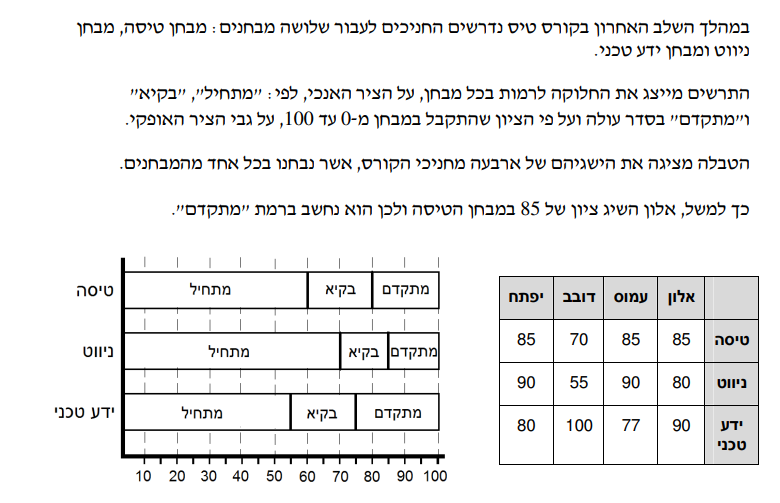 במהלך השלב האחרון בקורס טיס נדרשים החניכים לעבור שלושה מבחנים: מבחן טיסה, מבחן
ניווט ומבחן ידע טכני.
התרשים מייצג את החלוקה לרמות בכל מבחן, על הציר האנכי, לפי: "מתחיל", "בקיא"
ו"מתקדם" בסדר עולה ועל פי הציון שהתקבל במבחן מ-0 עד 100, על גבי הציר האופקי.
הטבלה מציגה את הישגיהם של ארבעה מחניכי הקורס, אשר נבחנו בכל אחד מהמבחנים.
כך למשל, אלון השיג ציון של 85 במבחן הטיסה ולכן הוא נחשב ברמת "מתקדם".
אלון עמוס דובב יפתח
טיסה 85 85 70 85
ניווט 80 90 55 90
ידע טכני 90 77 100 80
טיסה מתחיל בקיא מתקדם
ניווט מתחיל בקיא מתקדם
ידע טכני מתחיל בקיא מתקדם
10 20 30 40 50 60 70 80 90 100